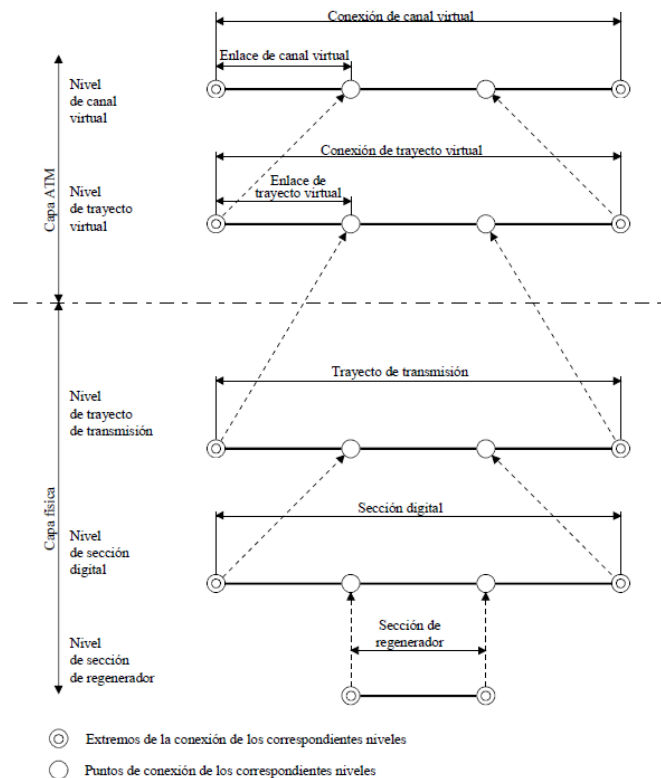 Conexión de canal virtual
Enlace de canal virtual
Nivel
de canal
virtual
Conexión de trayecto virtual
Enlace de
trayecto virtual
Nivel
de trayecto
virtual
Capa ATM
Trayecto de transmisión
Nivel
de trayecto
de transmisión
Capa física
Sección digital
Nivel
de sección
digital
Sección de
regenerador
Nivel
de sección
de regenerador
Extremos de la conexión de los correspondientes niveles
Puntos de conexión de los correspondientes niveles